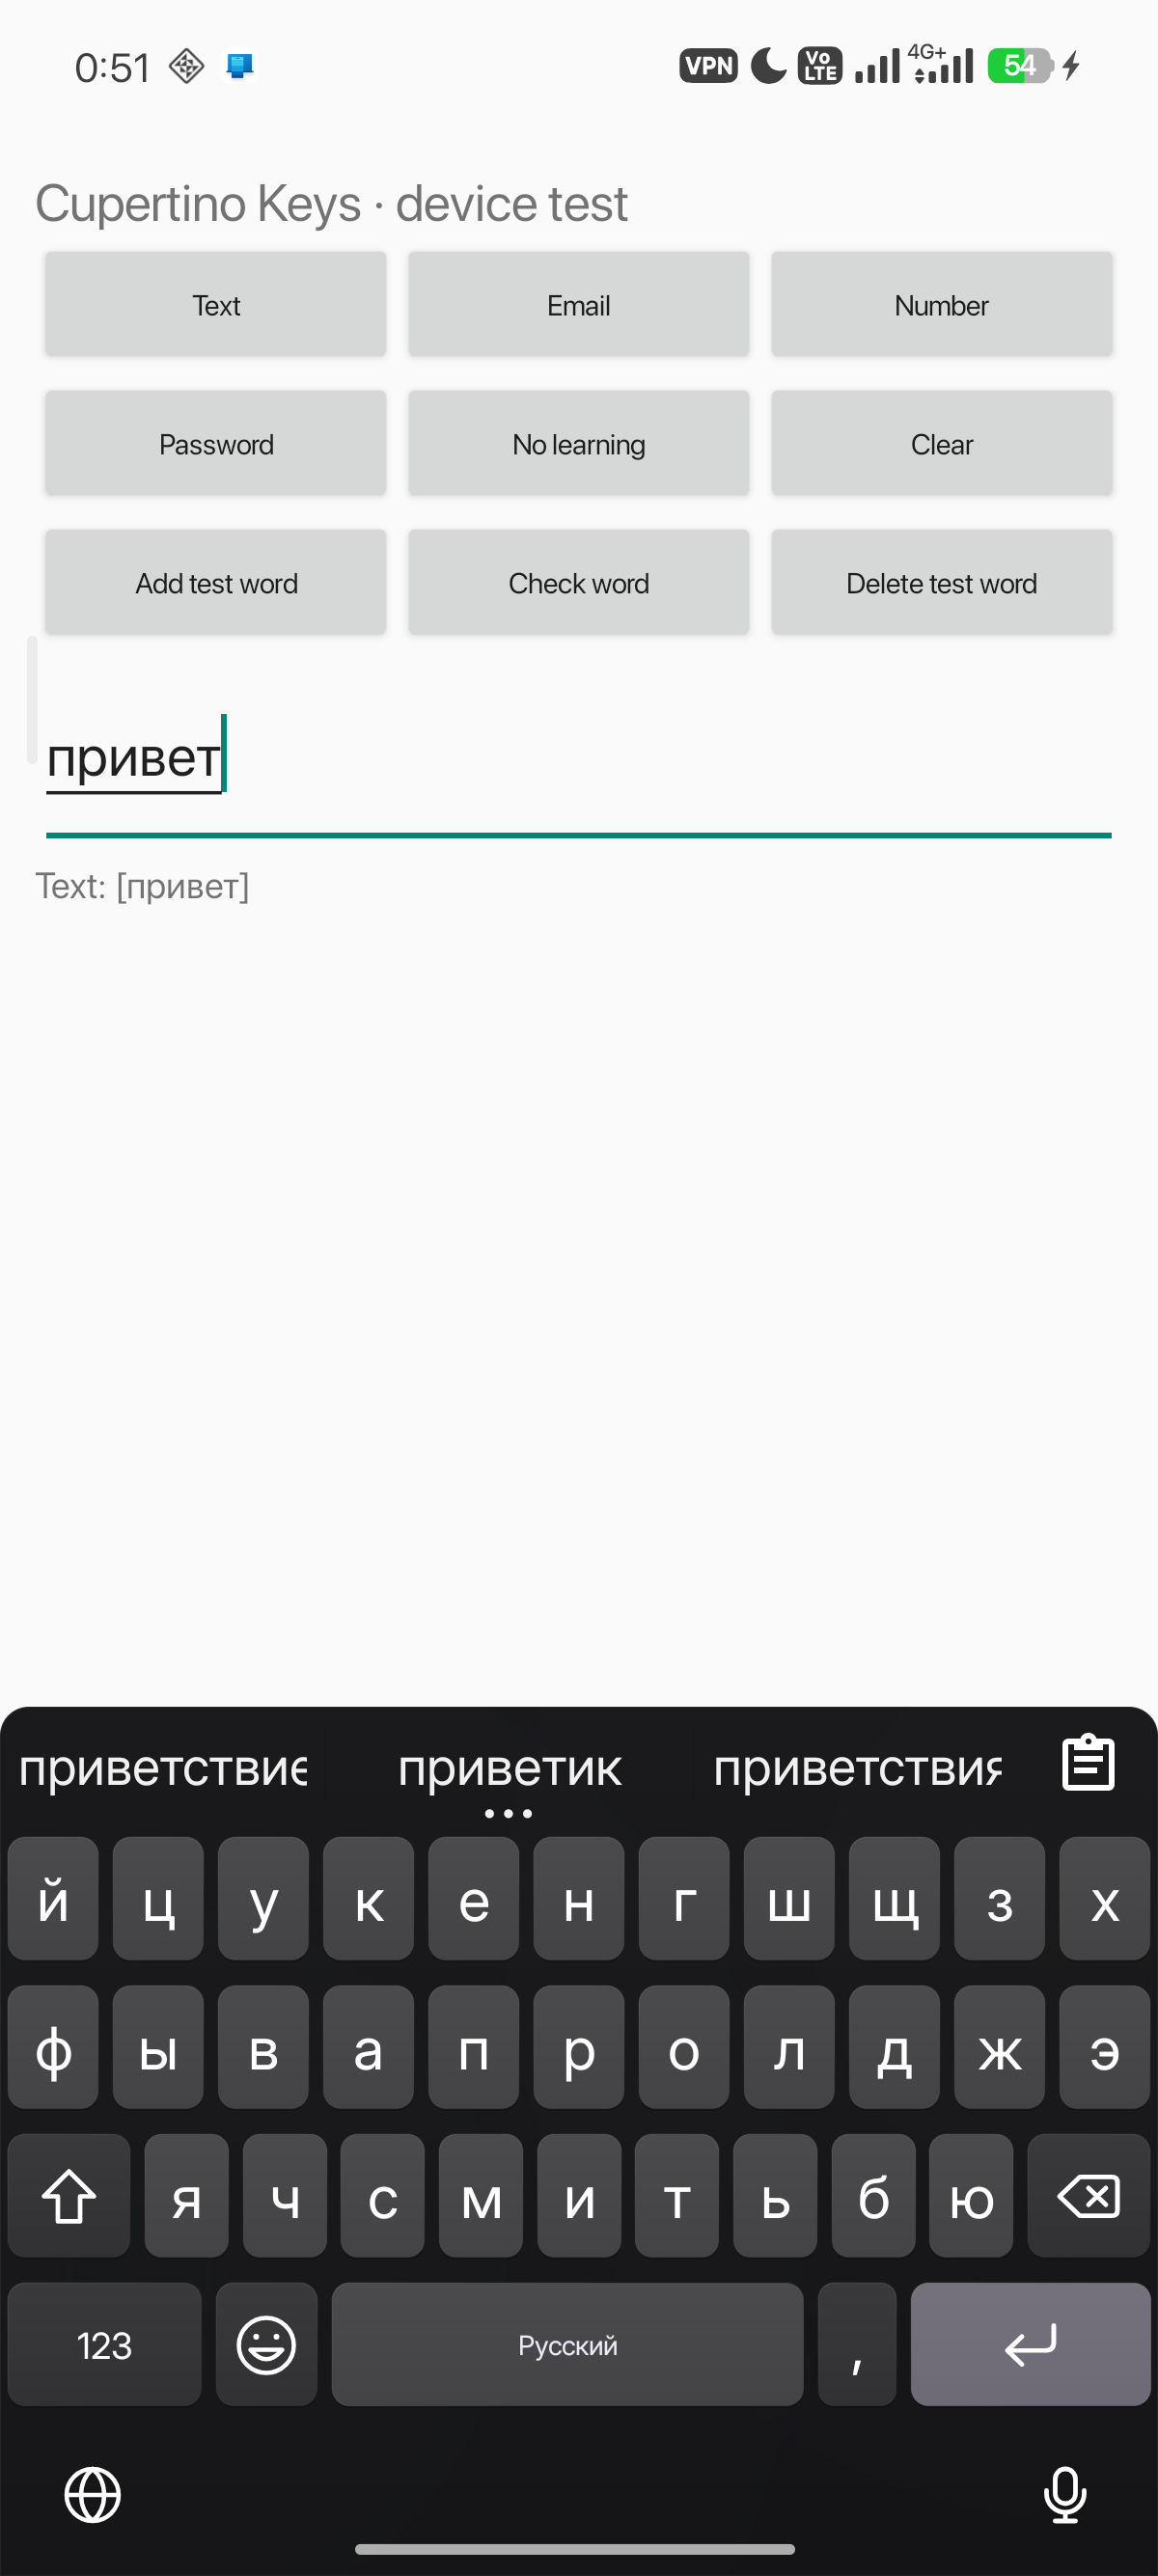 0:51 VPN Vo LTE 4G+ 54
Cupertino Keys · device test
Text Email Number
Password No learning Clear
Add test word Check word Delete test word
привет
Text: [привет]
приветствие приветик приветствия
й ц у к е н г ш щ з х
ф ы в а п р о л д ж э
я ч с м и т ь б ю
123 Русский ,